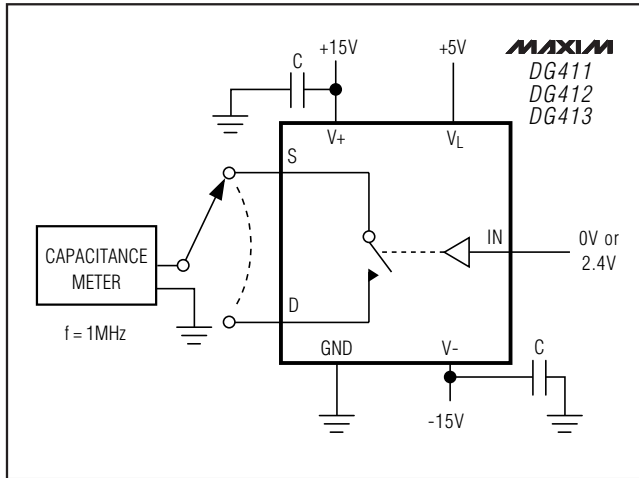 +15V
+5V
MAXIM
DG411
DG412
DG413
C
V+
VL
S
IN
0V or
2.4V
CAPACITANCE
METER
f = 1MHz
D
GND
V-
C
-15V